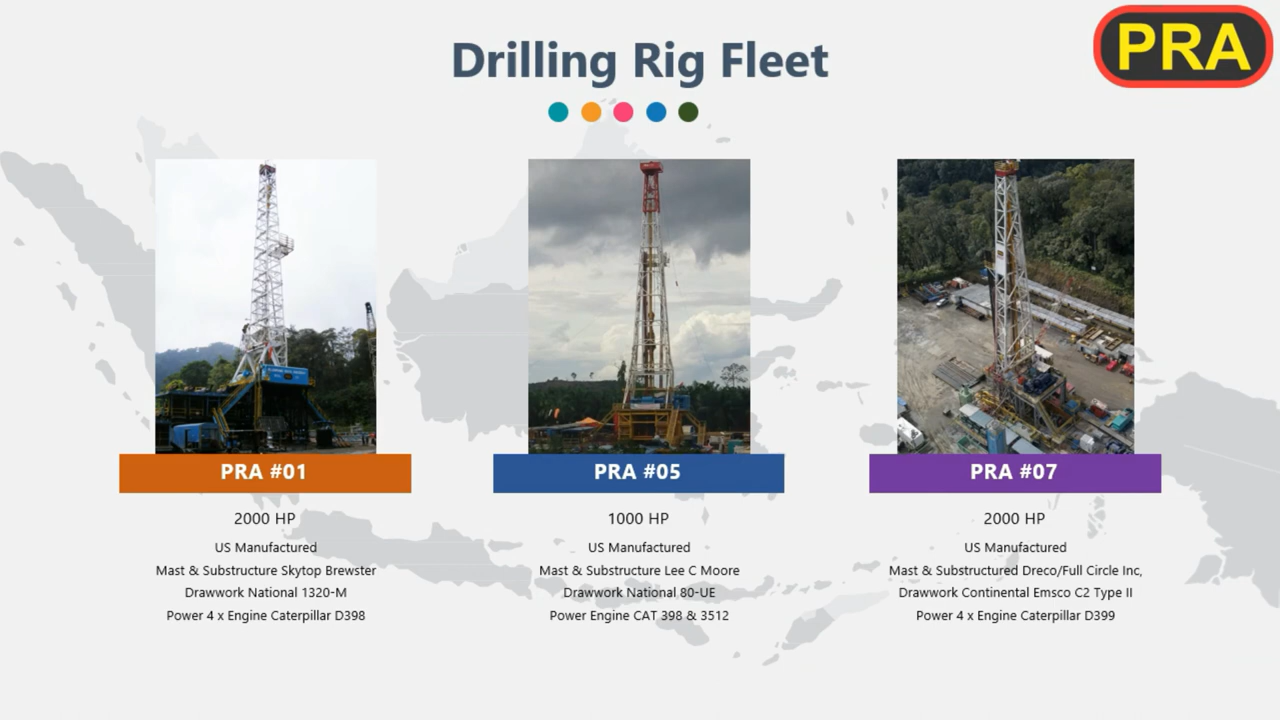 Drilling Rig Fleet
PRA
PRA #01
2000 HP
US Manufactured
Mast & Substructure Skytop Brewster
Drawwork National 1320-M
Power 4 x Engine Caterpillar D398
PRA #05
1000 HP
US Manufactured
Mast & Substructure Lee C Moore
Drawwork National 80-UE
Power Engine CAT 398 & 3512
PRA #07
2000 HP
US Manufactured
Mast & Substructured Dreco/Full Circle Inc,
Drawwork Continental Emsco C2 Type II
Power 4 x Engine Caterpillar D399